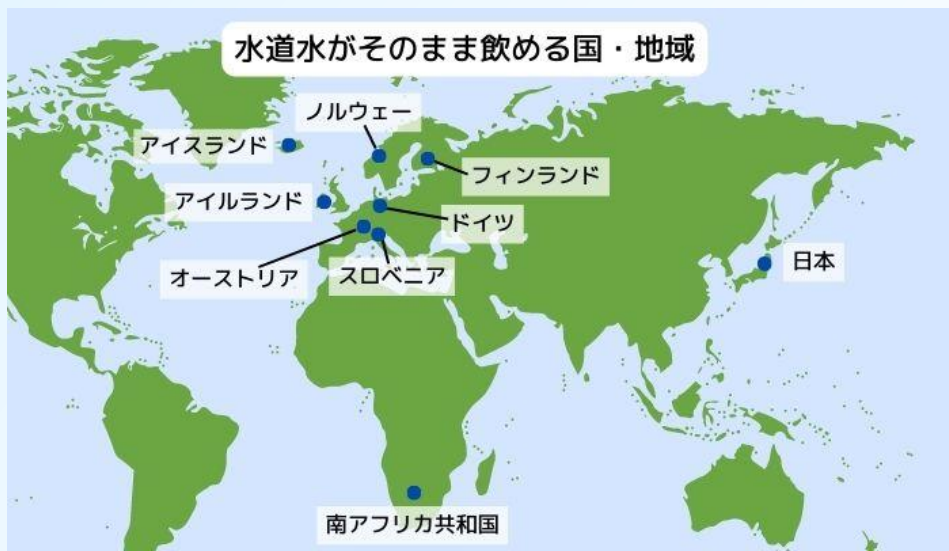 水道水がそのまま飲める国・地域
ノルウェー
アイスランド
フィンランド
アイルランド
ドイツ
オーストリア
スロベニア
日本
南アフリカ共和国